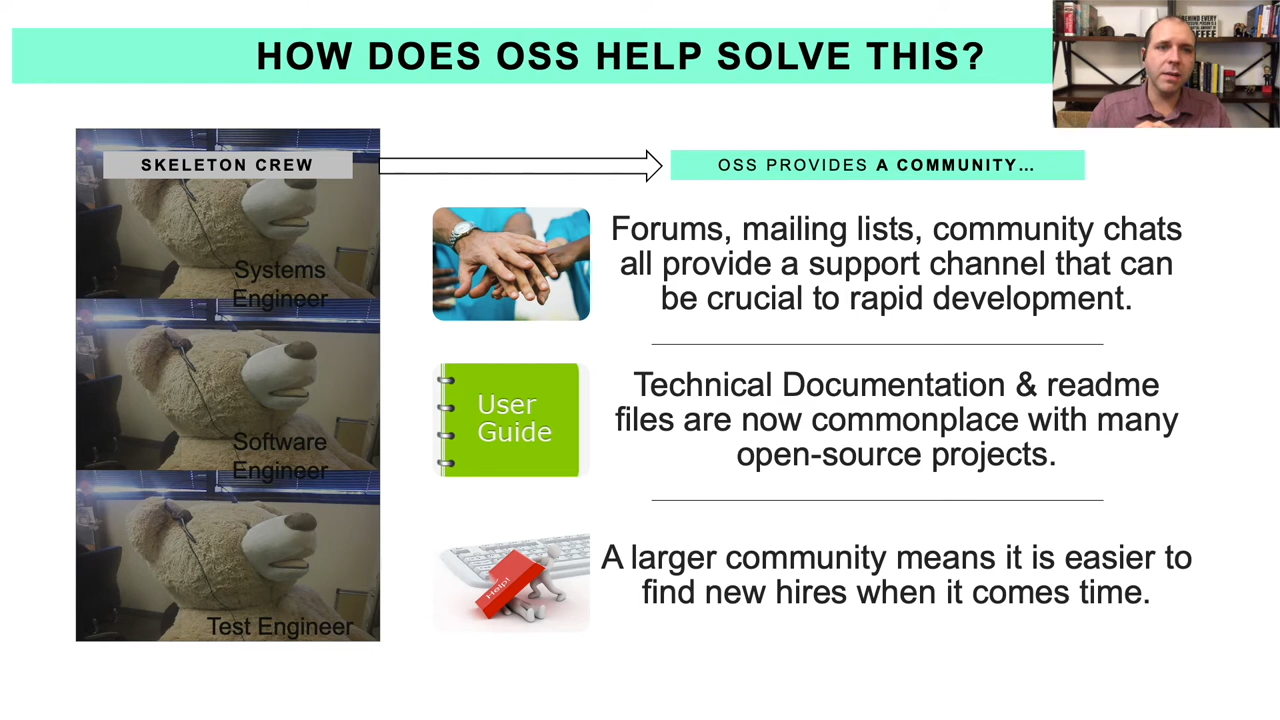 HOW DOES OSS HELP SOLVE THIS?
BEHIND EVERY
SKELETON CREW
OSS PROVIDES A COMMUNITY…
Systems
Engineer
Software
Engineer
Test Engineer
Forums, mailing lists, community chats
all provide a support channel that can
be crucial to rapid development.
User
Guide
Technical Documentation & readme
files are now commonplace with many
open-source projects.
Help!
A larger community means it is easier to
find new hires when it comes time.